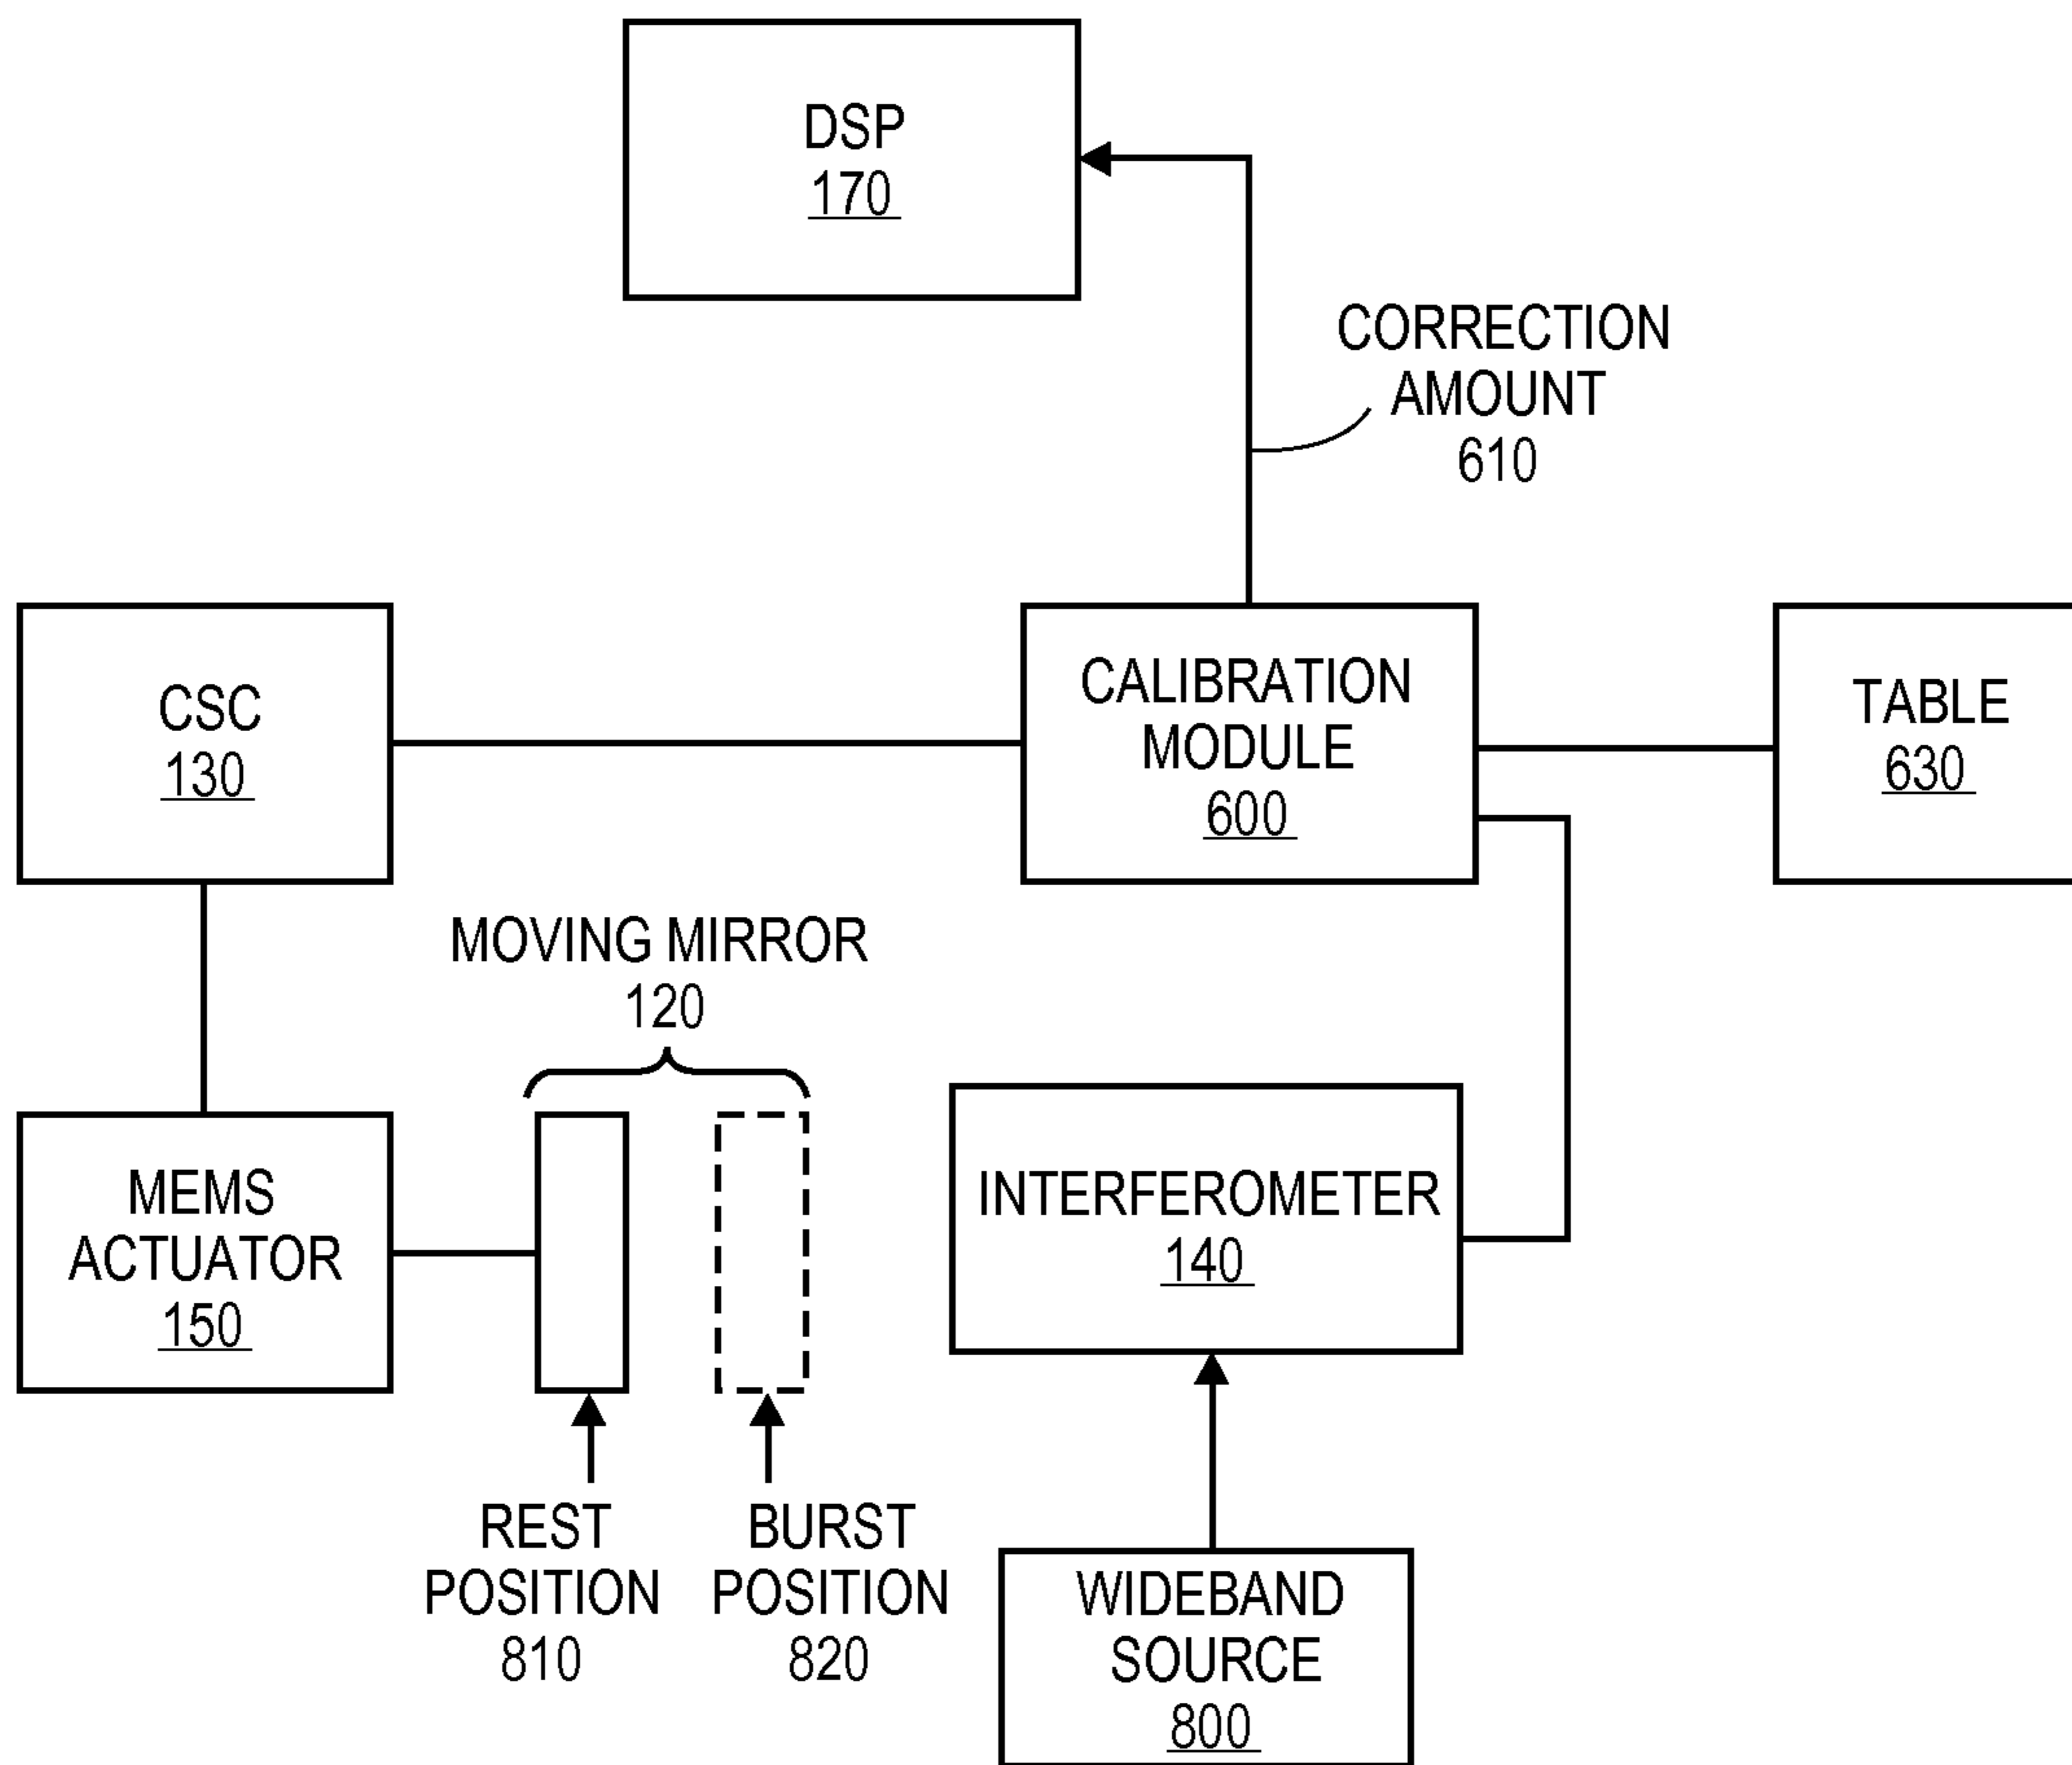 DSP
170
CORRECTION
AMOUNT
610
CSC
130
CALIBRATION
MODULE
600
TABLE
630
MOVING MIRROR
120
MEMS
ACTUATOR
150
INTERFEROMETER
140
REST
POSITION
810
BURST
POSITION
820
WIDEBAND
SOURCE
800